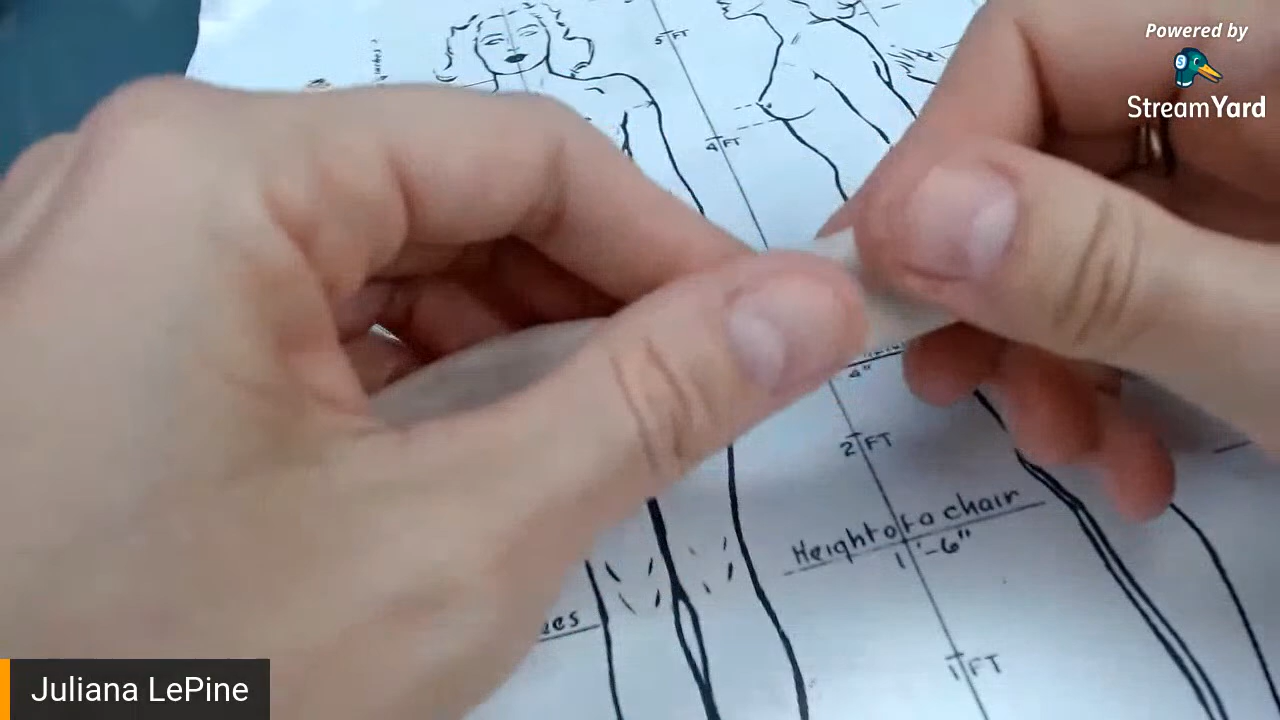 Powered by
StreamYard
5 FT
4 FT
4"
2 FT
Height of a chair
1'-6"
1 FT
Juliana LePine